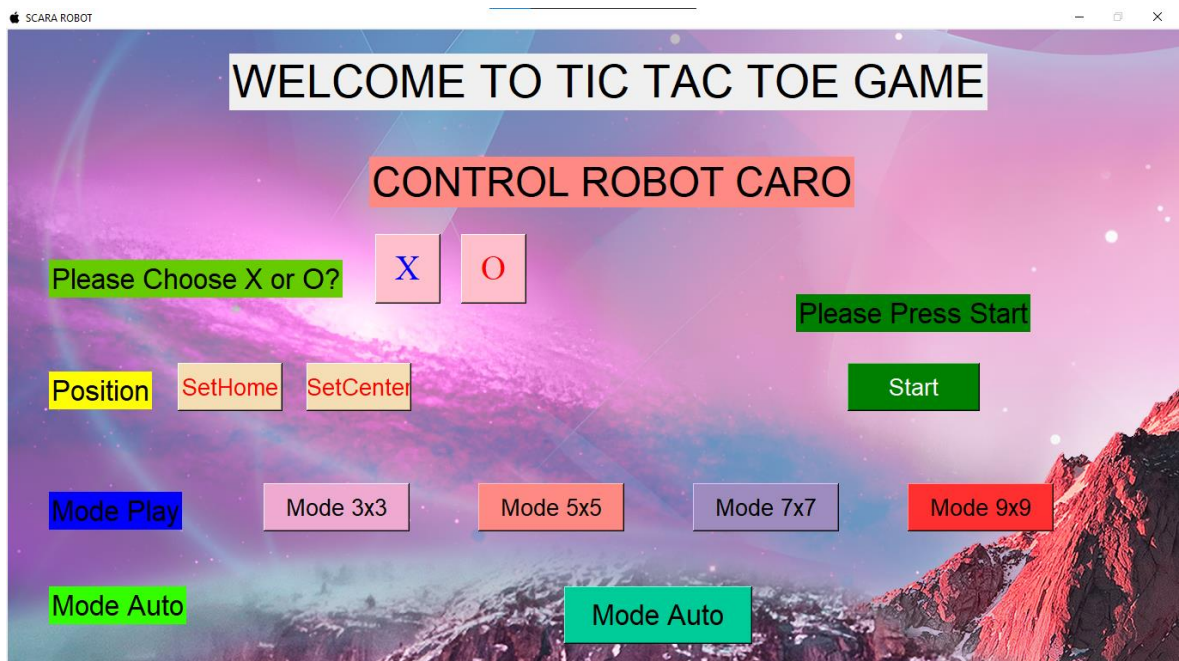 SCARA ROBOT
WELCOME TO TIC TAC TOE GAME
CONTROL ROBOT CARO
Please Choose X or O?
X
O
Please Press Start
Position
SetHome
SetCenter
Start
Mode Play
Mode 3x3
Mode 5x5
Mode 7x7
Mode 9x9
Mode Auto
Mode Auto